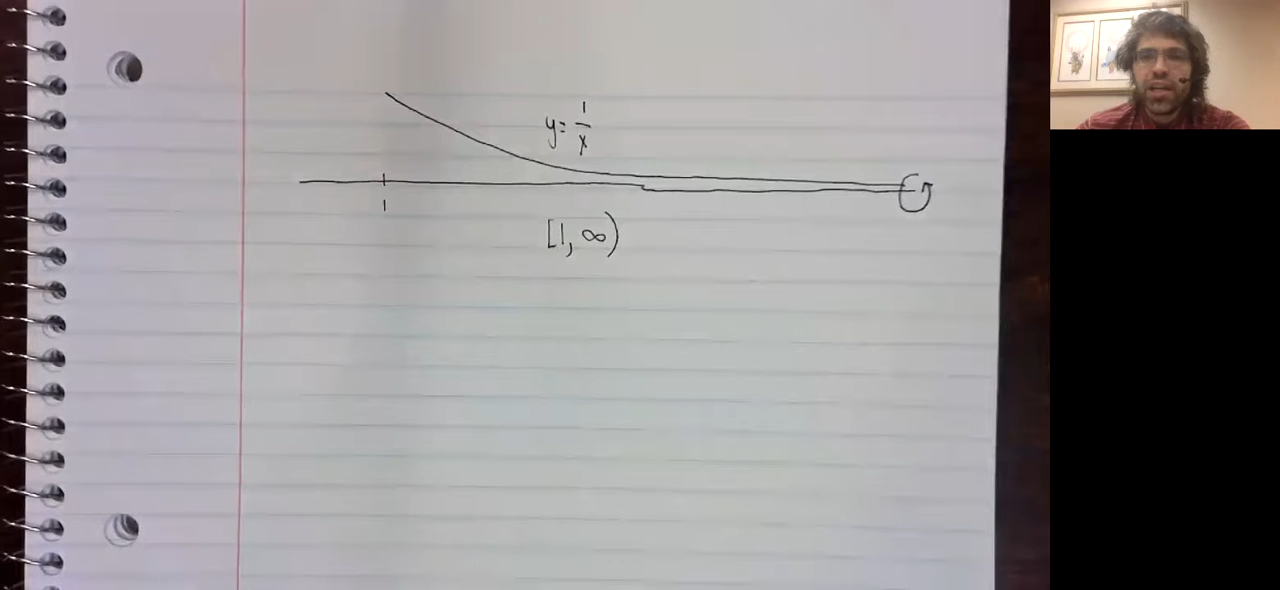 y = 1/x
1
[1, ∞)